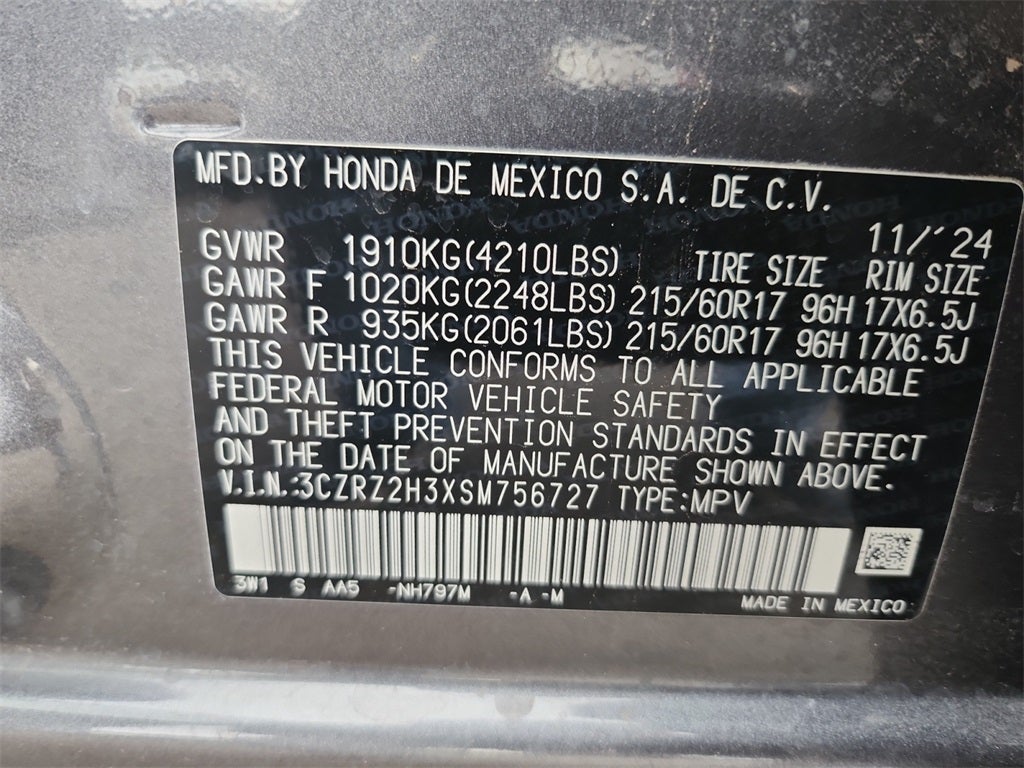 MFD.BY HONDA DE MEXICO S.A. DE C.V.
11/'24
GVWR 1910KG(4210LBS) TIRE SIZE RIM SIZE
GAWR F 1020KG(2248LBS) 215/60R17 96H 17X6.5J
GAWR R 935KG(2061LBS) 215/60R17 96H 17X6.5J
THIS VEHICLE CONFORMS TO ALL APPLICABLE
FEDERAL MOTOR VEHICLE SAFETY
AND THEFT PREVENTION STANDARDS IN EFFECT
ON THE DATE OF MANUFACTURE SHOWN ABOVE.
V.I.N.:3CZRZ2H3XSM756727 TYPE:MPV
3W1 S AA5 -NH797M -A -M
MADE IN MEXICO